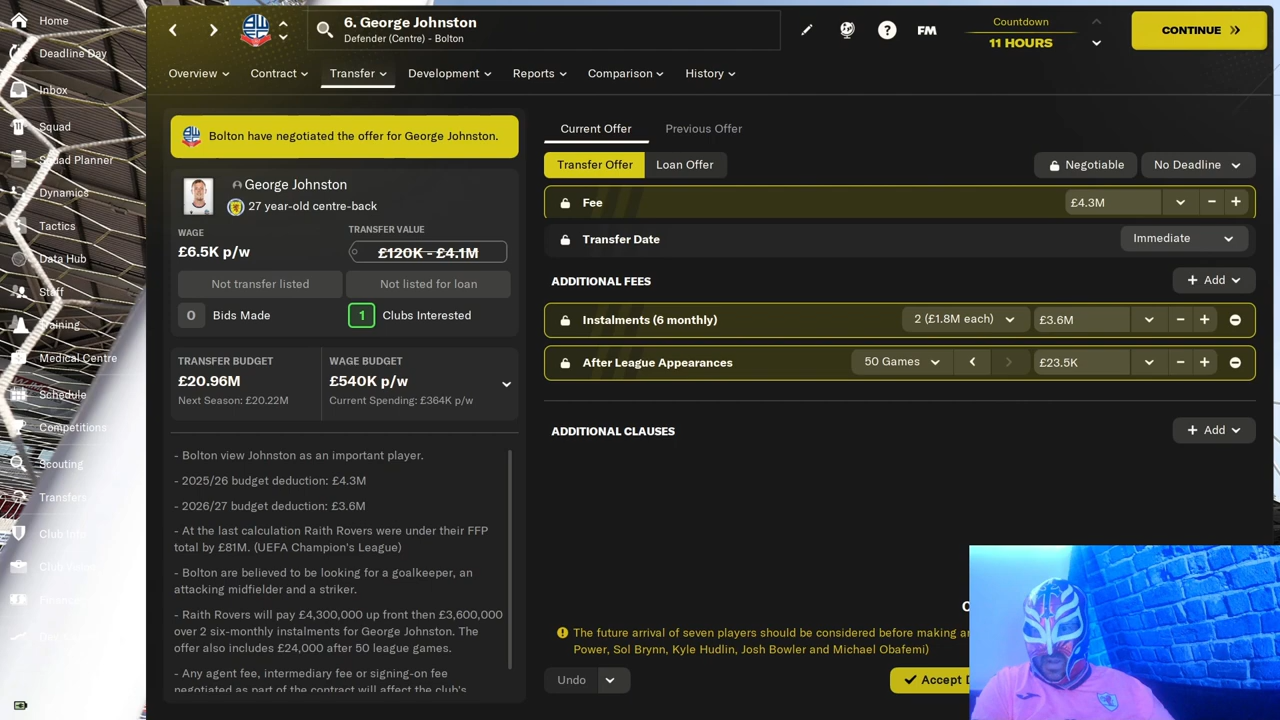 Home
Deadline Day
Inbox
Squad
Squad Planner
Dynamics
Tactics
Data Hub
Staff
Training
Medical Centre
Schedule
Competitions
Scouting
Transfers
Club Info
6. George Johnston
Defender (Centre) - Bolton
FM
Countdown
11 HOURS
CONTINUE
Overview
Contract
Transfer
Development
Reports
Comparison
History
Bolton have negotiated the offer for George Johnston.
George Johnston
27 year-old centre-back
WAGE
£6.5K p/w
TRANSFER VALUE
£120K - £4.1M
Not transfer listed
Not listed for loan
0 Bids Made
1 Clubs Interested
TRANSFER BUDGET
£20.96M
Next Season: £20.22M
WAGE BUDGET
£540K p/w
Current Spending: £364K p/w
- Bolton view Johnston as an important player.
- 2025/26 budget deduction: £4.3M
- 2026/27 budget deduction: £3.6M
- At the last calculation Raith Rovers were under their FFP
total by £81M. (UEFA Champion's League)
- Bolton are believed to be looking for a goalkeeper, an
attacking midfielder and a striker.
- Raith Rovers will pay £4,300,000 up front then £3,600,000
over 2 six-monthly instalments for George Johnston. The
offer also includes £24,000 after 50 league games.
- Any agent fee, intermediary fee or signing-on fee
negotiated as part of the contract will affect the club's
Current Offer
Previous Offer
Transfer Offer
Loan Offer
Negotiable
No Deadline
Fee
£4.3M
Transfer Date
Immediate
ADDITIONAL FEES
+ Add
Instalments (6 monthly)
2 (£1.8M each)
£3.6M
After League Appearances
50 Games
£23.5K
ADDITIONAL CLAUSES
+ Add
The future arrival of seven players should be considered before making an
Power, Sol Brynn, Kyle Hudlin, Josh Bowler and Michael Obafemi)
Undo
Accept